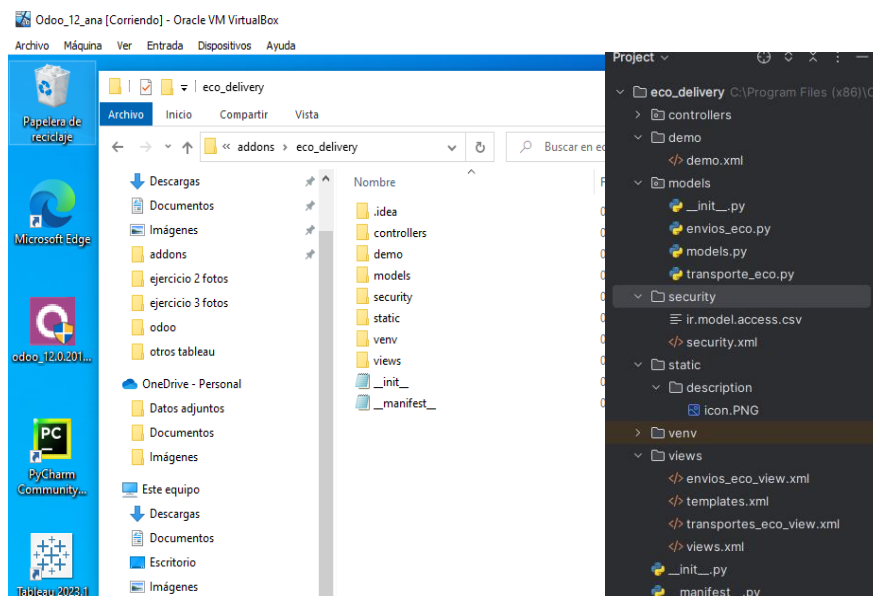 Odoo_12_ana [Corriendo] - Oracle VM VirtualBox
Archivo Máquina Ver Entrada Dispositivos Ayuda
Papelera de
reciclaje
Microsoft Edge
odoo_12.0.201...
PyCharm
Community...
Tableau 2023.1
eco_delivery
Archivo Inicio Compartir Vista
« addons > eco_delivery
Buscar en ec
Descargas
Documentos
Imágenes
addons
ejercicio 2 fotos
ejercicio 3 fotos
odoo
otros tableau
OneDrive - Personal
Datos adjuntos
Documentos
Imágenes
Este equipo
Descargas
Documentos
Escritorio
Imágenes
Nombre
.idea
controllers
demo
models
security
static
venv
views
__init__
__manifest__
Project
eco_delivery C:\Program Files (x86)\O
controllers
demo
demo.xml
models
__init__.py
envios_eco.py
models.py
transporte_eco.py
security
ir.model.access.csv
security.xml
static
description
icon.PNG
venv
views
envios_eco_view.xml
templates.xml
transportes_eco_view.xml
views.xml
__init__.py
__manifest__.py